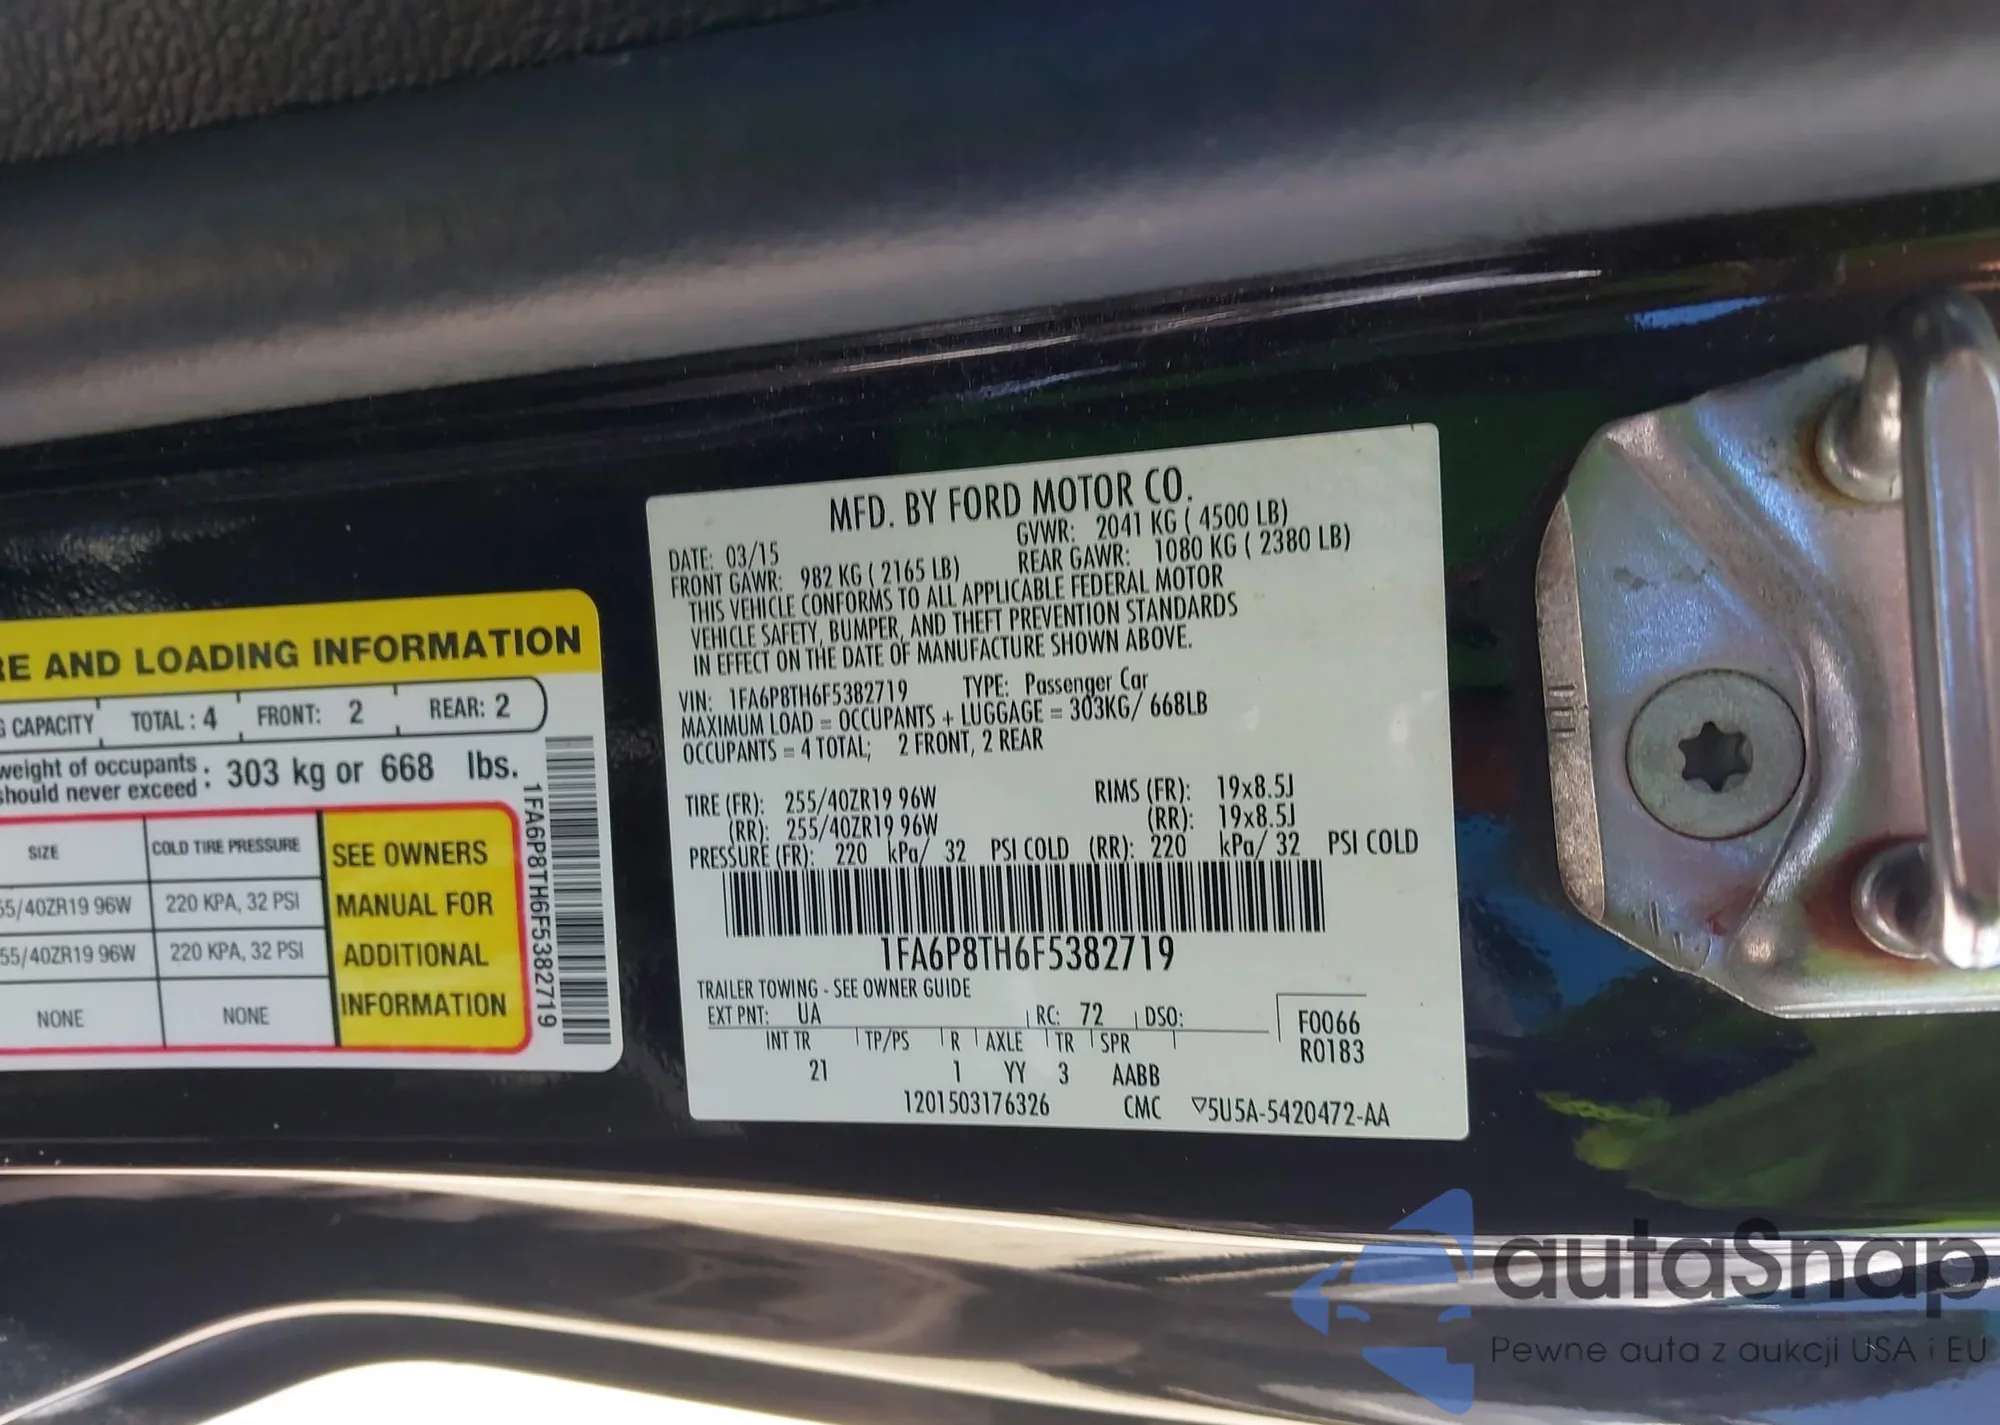 RE AND LOADING INFORMATION
G CAPACITY TOTAL : 4 FRONT: 2 REAR: 2
weight of occupants
should never exceed : 303 kg or 668 lbs.
SIZE COLD TIRE PRESSURE
55/40ZR19 96W 220 KPA, 32 PSI
55/40ZR19 96W 220 KPA, 32 PSI
NONE NONE
SEE OWNERS
MANUAL FOR
ADDITIONAL
INFORMATION
1FA6P8TH6F5382719
MFD. BY FORD MOTOR CO.
DATE: 03/15 GVWR: 2041 KG ( 4500 LB)
FRONT GAWR: 982 KG ( 2165 LB) REAR GAWR: 1080 KG ( 2380 LB)
THIS VEHICLE CONFORMS TO ALL APPLICABLE FEDERAL MOTOR
VEHICLE SAFETY, BUMPER, AND THEFT PREVENTION STANDARDS
IN EFFECT ON THE DATE OF MANUFACTURE SHOWN ABOVE.
VIN: 1FA6P8TH6F5382719 TYPE: Passenger Car
MAXIMUM LOAD = OCCUPANTS + LUGGAGE = 303KG/ 668LB
OCCUPANTS = 4 TOTAL; 2 FRONT, 2 REAR
TIRE (FR): 255/40ZR19 96W RIMS (FR): 19x8.5J
(RR): 255/40ZR19 96W (RR): 19x8.5J
PRESSURE (FR): 220 kPa/ 32 PSI COLD (RR): 220 kPa/ 32 PSI COLD
1FA6P8TH6F5382719
TRAILER TOWING - SEE OWNER GUIDE
EXT PNT: UA RC: 72 DSO:
INT TR TP/PS R AXLE TR SPR
21 1 YY 3 AABB
F0066
R0183
1201503176326 CMC ▽5U5A-5420472-AA
autaSnap
Pewne auta z aukcji USA i EU